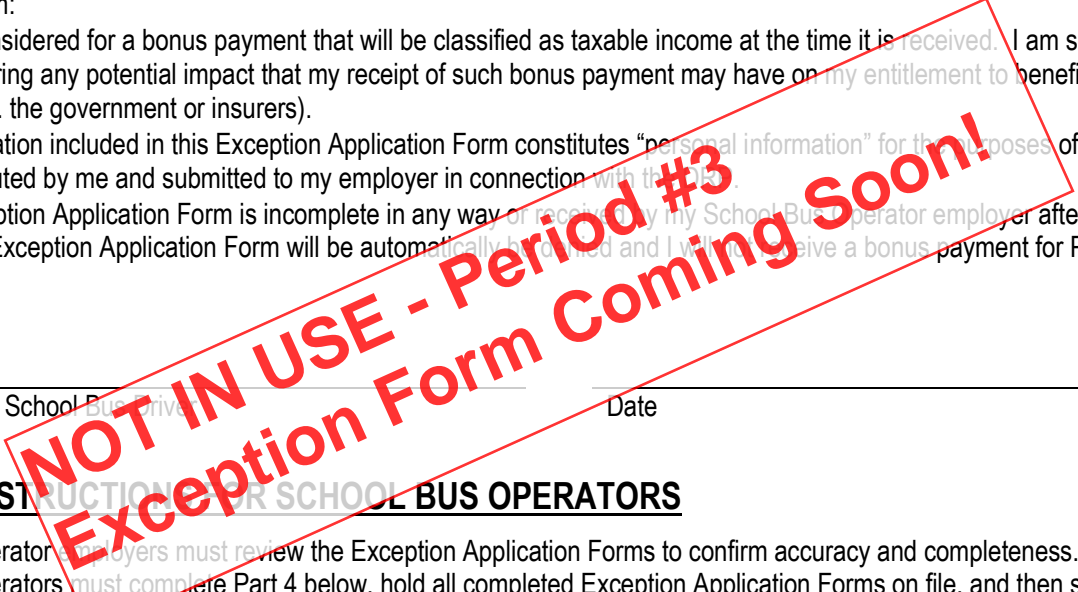 nsidered for a bonus payment that will be classified as taxable income at the time it is received. I am s
ring any potential impact that my receipt of such bonus payment may have on my entitlement to benefi
. the government or insurers).
ation included in this Exception Application Form constitutes “personal information” for the purposes of
uted by me and submitted to my employer in connection with the
ption Application Form is incomplete in any way or received by my School Bus Operator employer afte
Exception Application Form will be automatically be denied and I will not receive a bonus payment for P
School Bus Driver
Date
STRUCTIONS FOR SCHOOL BUS OPERATORS
erator employers must review the Exception Application Forms to confirm accuracy and completeness.
erators must complete Part 4 below, hold all completed Exception Application Forms on file, and then s
NOT IN USE - Period #3
Exception Form Coming Soon!